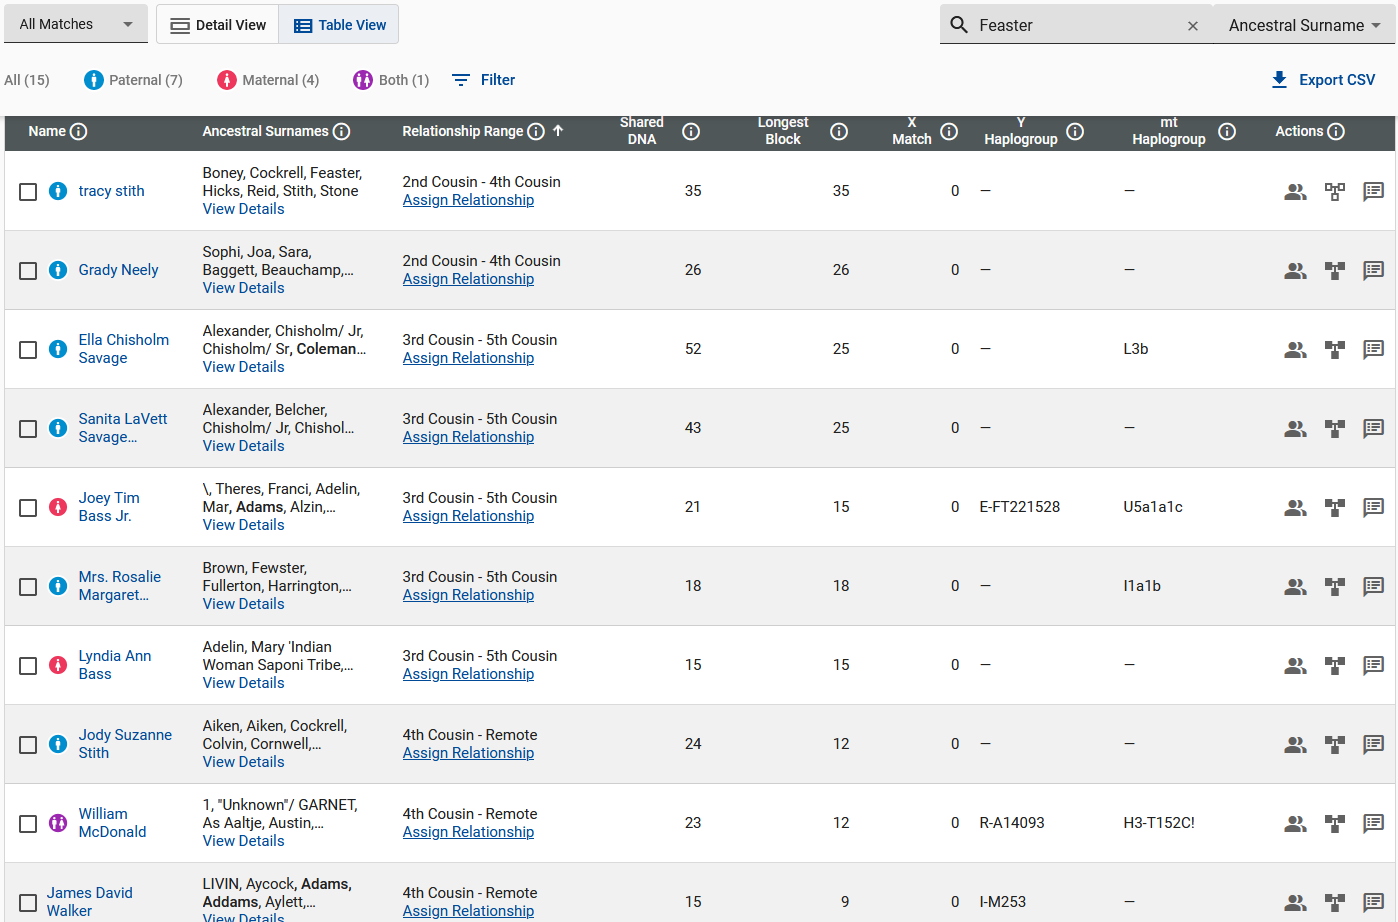 All Matches
Detail View
Table View
Feaster
Ancestral Surname
All (15)
Paternal (7)
Maternal (4)
Both (1)
Filter
Export CSV
Name
Ancestral Surnames
Relationship Range
Shared
DNA
Longest
Block
X
Match
Y
Haplogroup
mt
Haplogroup
Actions
tracy stith
Boney, Cockrell, Feaster,
Hicks, Reid, Stith, Stone
View Details
2nd Cousin - 4th Cousin
Assign Relationship
35
35
0
—
—
Grady Neely
Sophi, Joa, Sara,
Baggett, Beauchamp,...
View Details
2nd Cousin - 4th Cousin
Assign Relationship
26
26
0
—
—
Ella Chisholm
Savage
Alexander, Chisholm/ Jr,
Chisholm/ Sr, Coleman...
View Details
3rd Cousin - 5th Cousin
Assign Relationship
52
25
0
—
L3b
Sanita LaVett
Savage...
Alexander, Belcher,
Chisholm/ Jr, Chishol...
View Details
3rd Cousin - 5th Cousin
Assign Relationship
43
25
0
—
—
Joey Tim
Bass Jr.
\, Theres, Franci, Adelin,
Mar, Adams, Alzin,...
View Details
3rd Cousin - 5th Cousin
Assign Relationship
21
15
0
E-FT221528
U5a1a1c
Mrs. Rosalie
Margaret...
Brown, Fewster,
Fullerton, Harrington,...
View Details
3rd Cousin - 5th Cousin
Assign Relationship
18
18
0
—
I1a1b
Lyndia Ann
Bass
Adelin, Mary 'Indian
Woman Saponi Tribe,...
View Details
3rd Cousin - 5th Cousin
Assign Relationship
15
15
0
—
—
Jody Suzanne
Stith
Aiken, Aiken, Cockrell,
Colvin, Cornwell,...
View Details
4th Cousin - Remote
Assign Relationship
24
12
0
—
—
William
McDonald
1, "Unknown"/ GARNET,
As Aaltje, Austin,...
View Details
4th Cousin - Remote
Assign Relationship
23
12
0
R-A14093
H3-T152C!
James David
Walker
LIVIN, Aycock, Adams,
Addams, Aylett,...
View Details
4th Cousin - Remote
Assign Relationship
15
9
0
I-M253
—